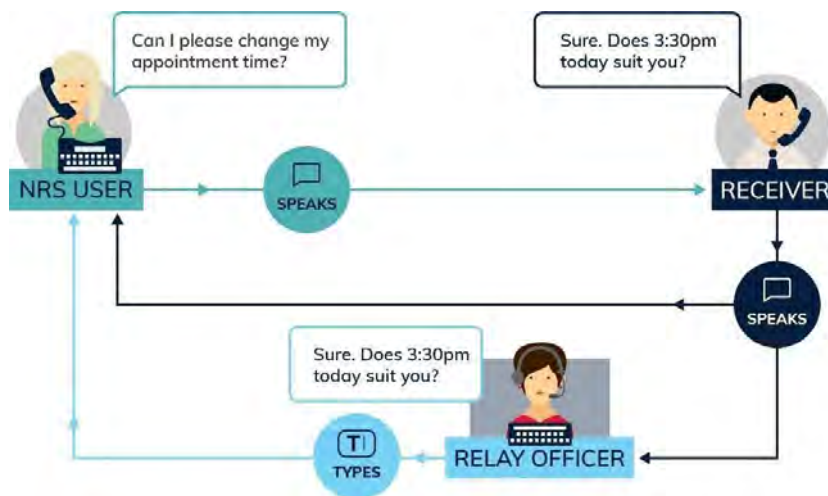 Can I please change my
appointment time?
Sure. Does 3:30pm
today suit you?
NRS USER
SPEAKS
RECEIVER
SPEAKS
Sure. Does 3:30pm
today suit you?
TI
TYPES
RELAY OFFICER